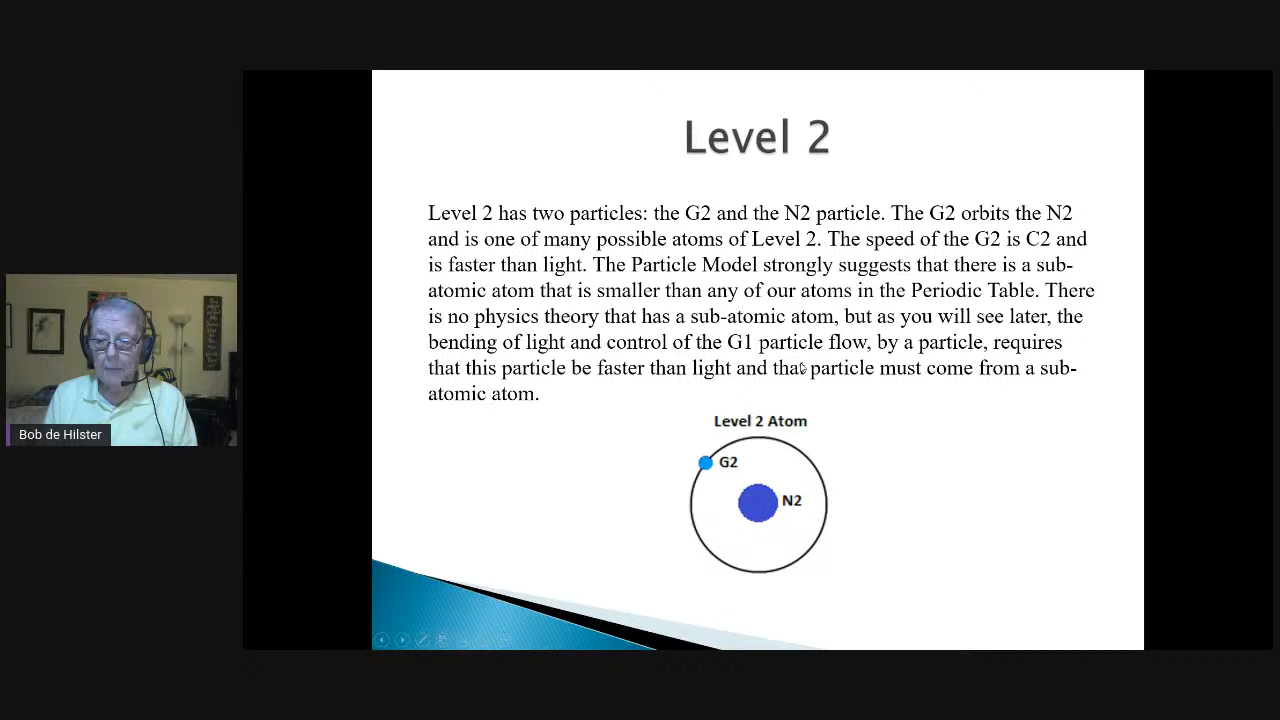 Level 2
Level 2 has two particles: the G2 and the N2 particle. The G2 orbits the N2
and is one of many possible atoms of Level 2. The speed of the G2 is C2 and
is faster than light. The Particle Model strongly suggests that there is a sub-
atomic atom that is smaller than any of our atoms in the Periodic Table. There
is no physics theory that has a sub-atomic atom, but as you will see later, the
bending of light and control of the G1 particle flow, by a particle, requires
that this particle be faster than light and that particle must come from a sub-
atomic atom.
Level 2 Atom
G2
N2
Bob de Hilster